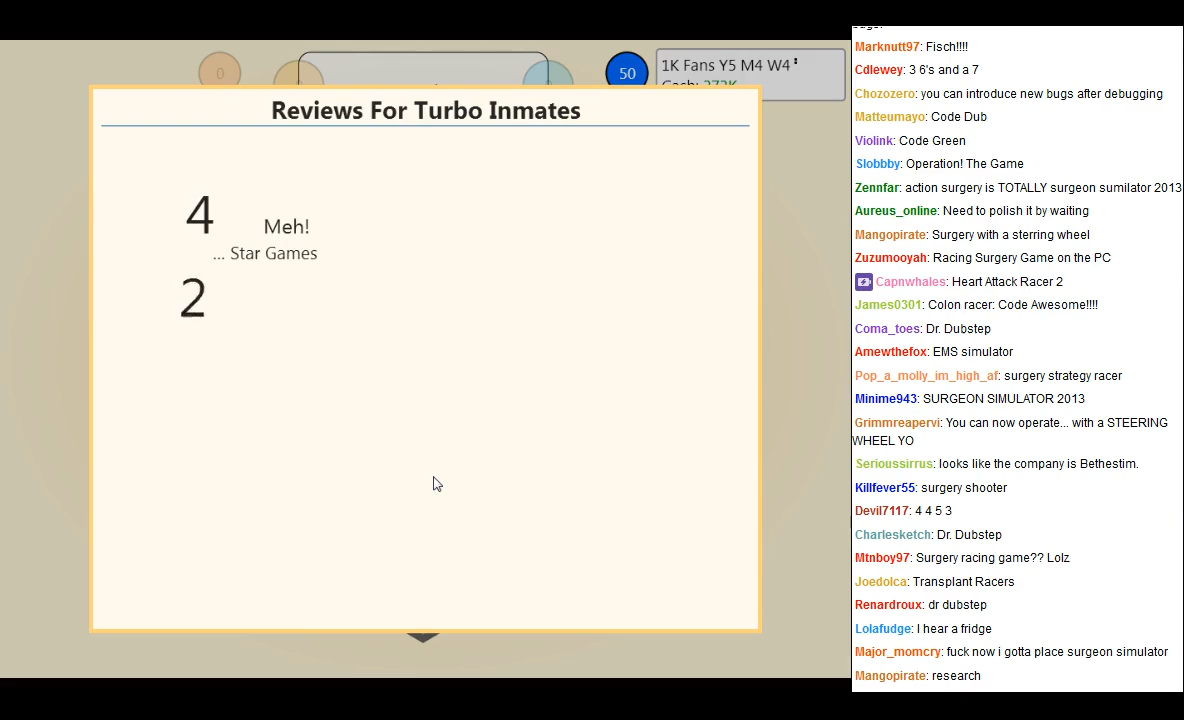 0
50
1K Fans Y5 M4 W4
Cash: 272K
Reviews For Turbo Inmates
4
Meh!
... Star Games
2
Marknutt97: Fisch!!!!
Cdlewey: 3 6's and a 7
Chozozero: you can introduce new bugs after debugging
Matteumayo: Code Dub
Violink: Code Green
Slobbby: Operation! The Game
Zennfar: action surgery is TOTALLY surgeon sumilator 2013
Aureus_online: Need to polish it by waiting
Mangopirate: Surgery with a sterring wheel
Zuzumooyah: Racing Surgery Game on the PC
Capnwhales: Heart Attack Racer 2
James0301: Colon racer: Code Awesome!!!!
Coma_toes: Dr. Dubstep
Amewthefox: EMS simulator
Pop_a_molly_im_high_af: surgery strategy racer
Minime943: SURGEON SIMULATOR 2013
Grimmreapervi: You can now operate... with a STEERING
WHEEL YO
Serioussirrus: looks like the company is Bethestim.
Killfever55: surgery shooter
Devil7117: 4 4 5 3
Charlesketch: Dr. Dubstep
Mtnboy97: Surgery racing game?? Lolz
Joedolca: Transplant Racers
Renardroux: dr dubstep
Lolafudge: I hear a fridge
Major_momcry: fuck now i gotta place surgeon simulator
Mangopirate: research